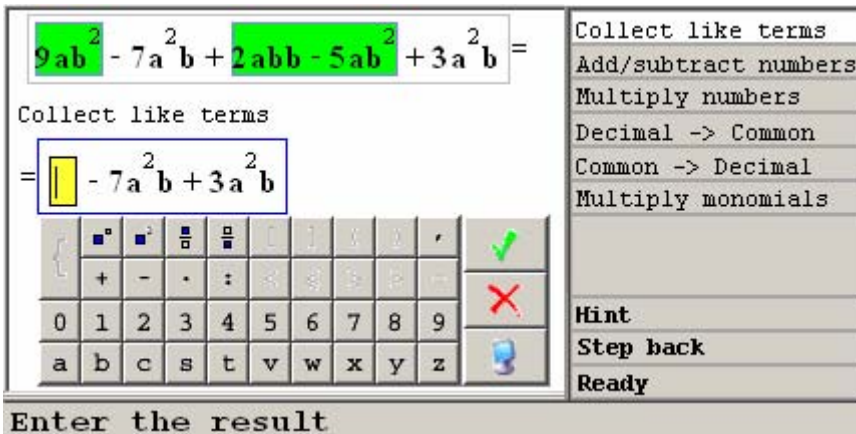 9ab² - 7a²b + 2abb - 5ab² + 3a²b =
Collect like terms
= - 7a²b + 3a²b
+ - · :
0 1 2 3 4 5 6 7 8 9
a b c s t v w x y z
Collect like terms
Add/subtract numbers
Multiply numbers
Decimal -> Common
Common -> Decimal
Multiply monomials
Hint
Step back
Ready
Enter the result